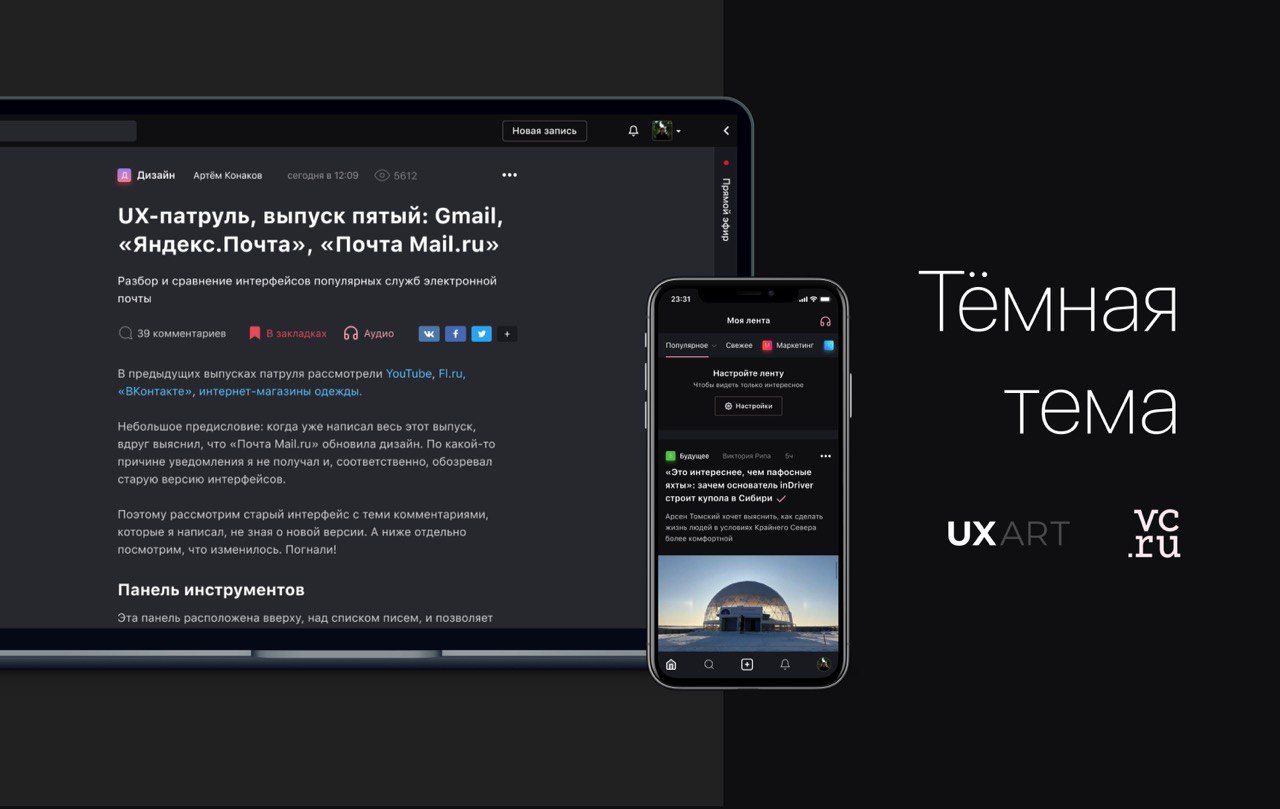 Новая запись
Д Дизайн Артём Конаков сегодня в 12:09 5612
UX-патруль, выпуск пятый: Gmail,
«Яндекс.Почта», «Почта Mail.ru»
Разбор и сравнение интерфейсов популярных служб электронной
почты
39 комментариев В закладках Аудио
В предыдущих выпусках патруля рассмотрели YouTube, Fl.ru,
«ВКонтакте», интернет-магазины одежды.
Небольшое предисловие: когда уже написал весь этот выпуск,
вдруг выяснил, что «Почта Mail.ru» обновила дизайн. По какой-то
причине уведомления я не получал и, соответственно, обозревал
старую версию интерфейсов.
Поэтому рассмотрим старый интерфейс с теми комментариями,
которые я написал, не зная о новой версии. А ниже отдельно
посмотрим, что изменилось. Погнали!
Панель инструментов
Эта панель расположена вверху, над списком писем, и позволяет
Прямой эфир
23:31
Моя лента
Популярное Свежее Маркетинг
Настройте ленту
Чтобы видеть только интересное
Настройки
Будущее Виктория Рипа 5ч
«Это интереснее, чем пафосные
яхты»: зачем основатель inDriver
строит купола в Сибири
Арсен Томский хочет выяснить, как сделать
жизнь людей в условиях Крайнего Севера
более комфортной
Тёмная
тема
UXART
vc
.ru